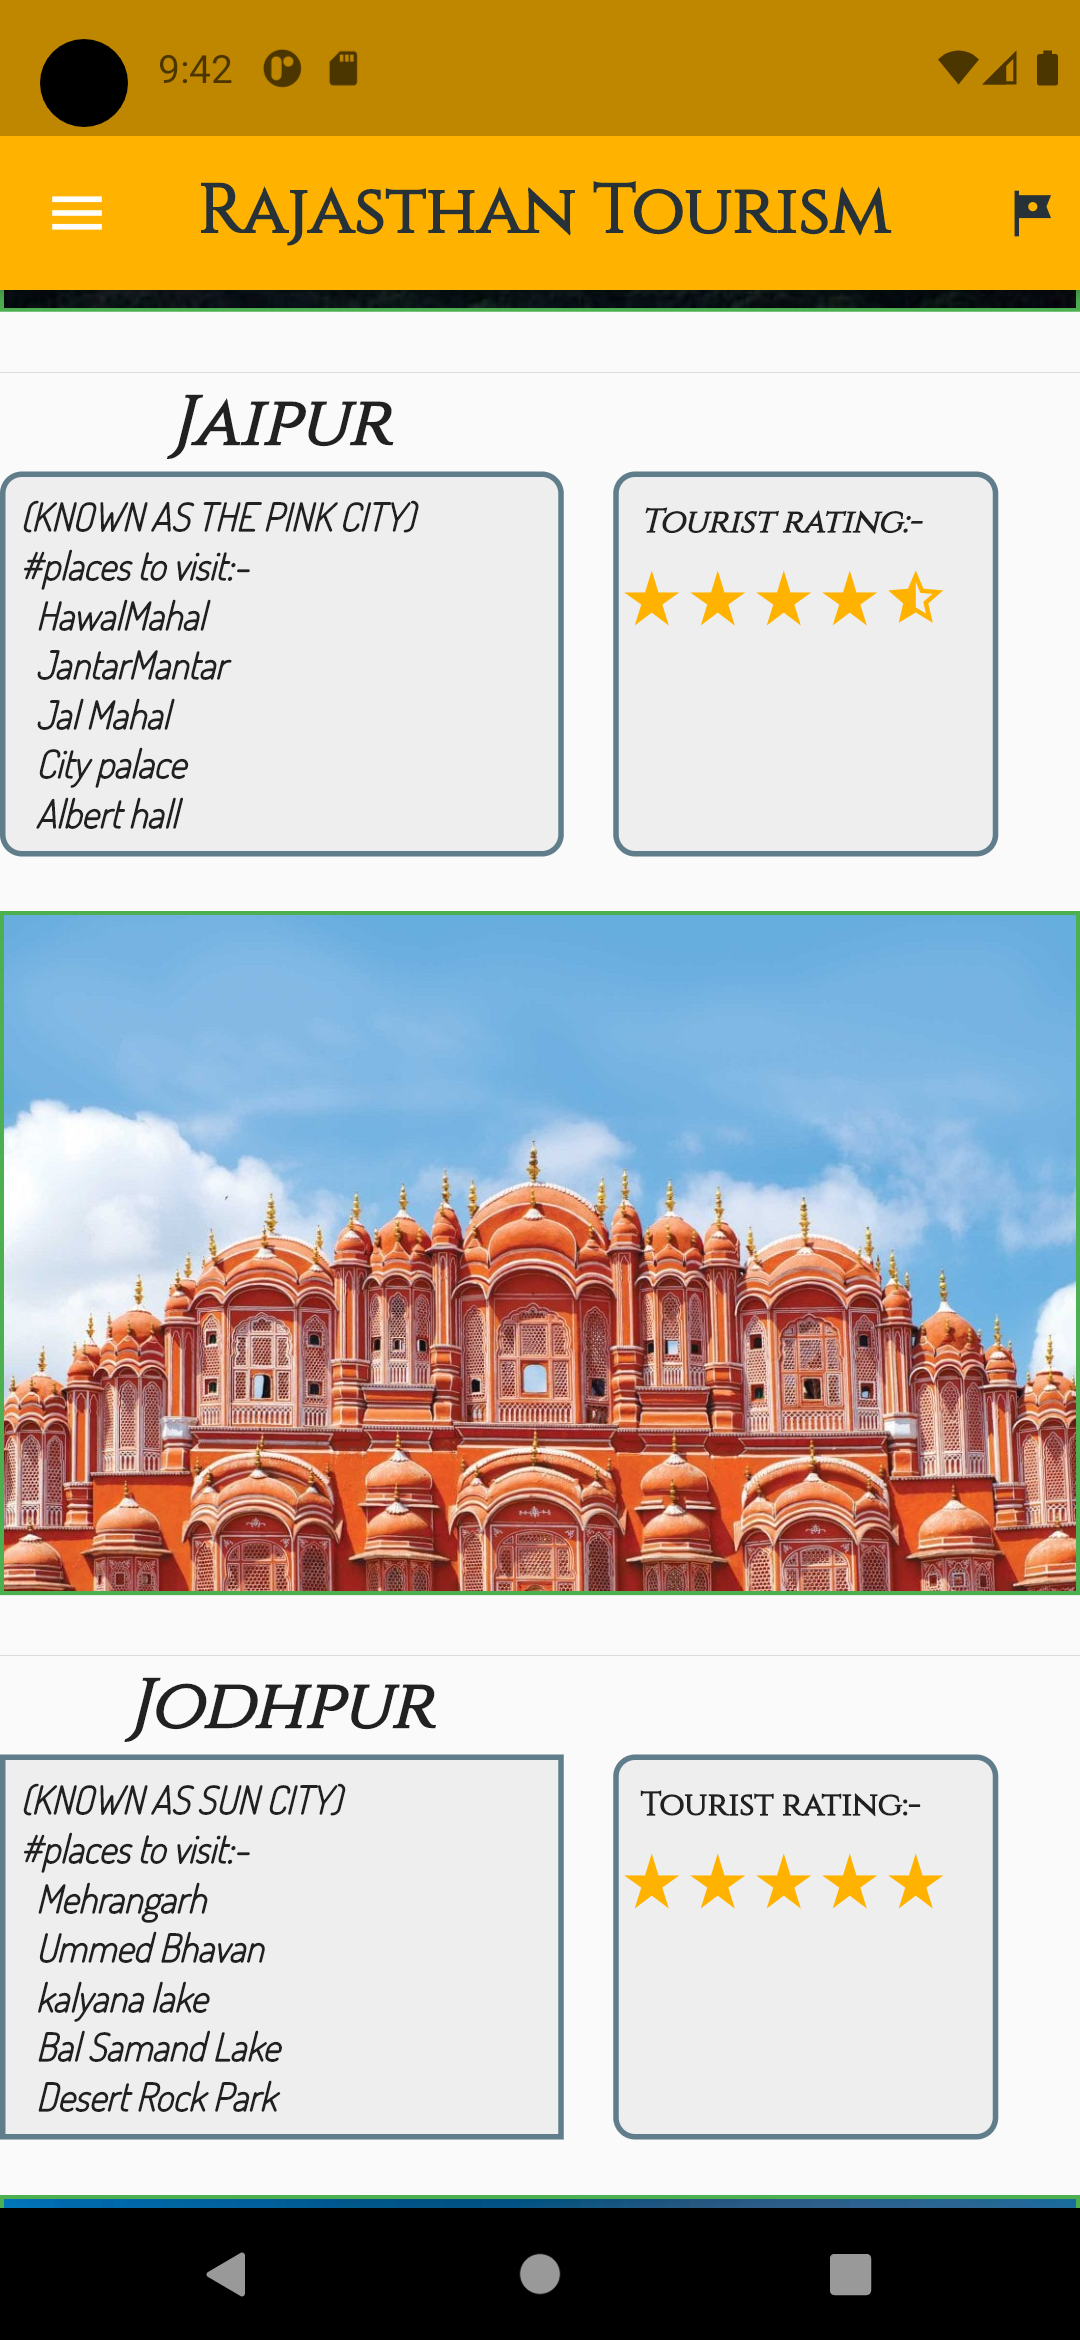 9:42
Rajasthan Tourism
Jaipur
(KNOWN AS THE PINK CITY)
#places to visit:-
HawalMahal
JantarMantar
Jal Mahal
City palace
Albert hall
Tourist rating:-
Jodhpur
(KNOWN AS SUN CITY)
#places to visit:-
Mehrangarh
Ummed Bhavan
kalyana lake
Bal Samand Lake
Desert Rock Park
Tourist rating:-